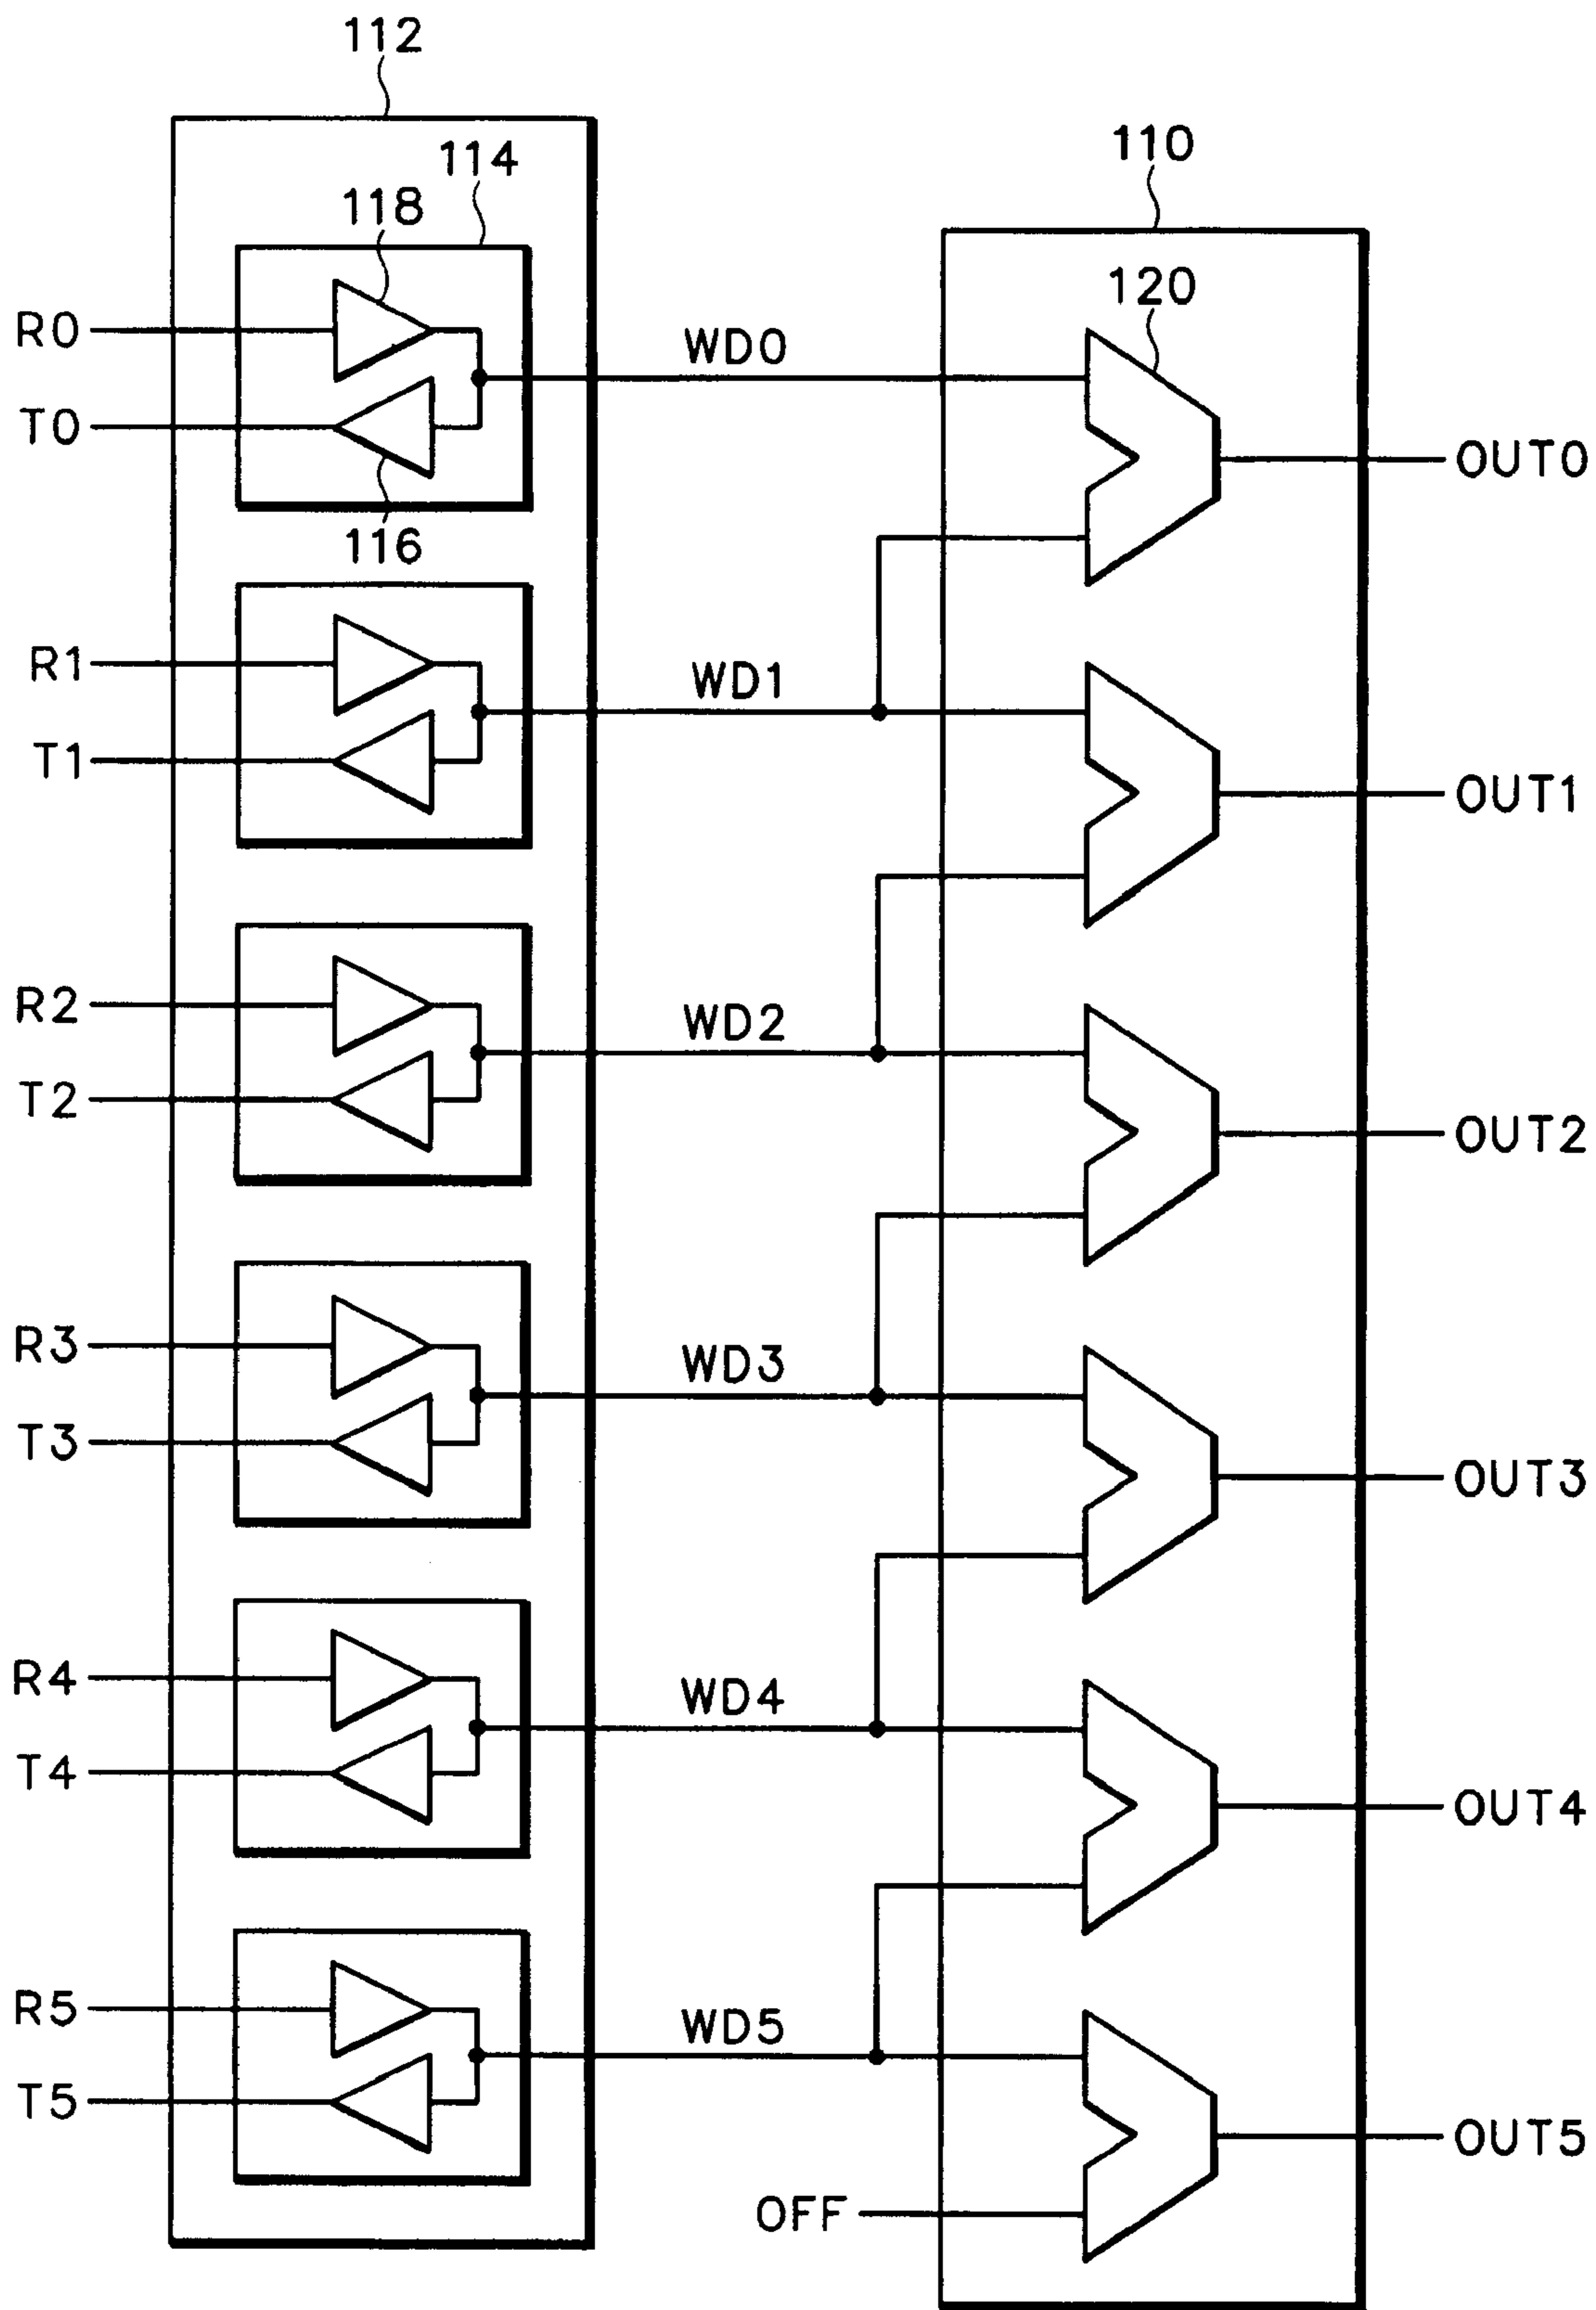 112
114
110
118
120
R0
WD0
T0
OUT0
116
R1
WD1
T1
OUT1
R2
WD2
T2
OUT2
R3
WD3
T3
OUT3
R4
WD4
T4
OUT4
R5
WD5
T5
OUT5
OFF